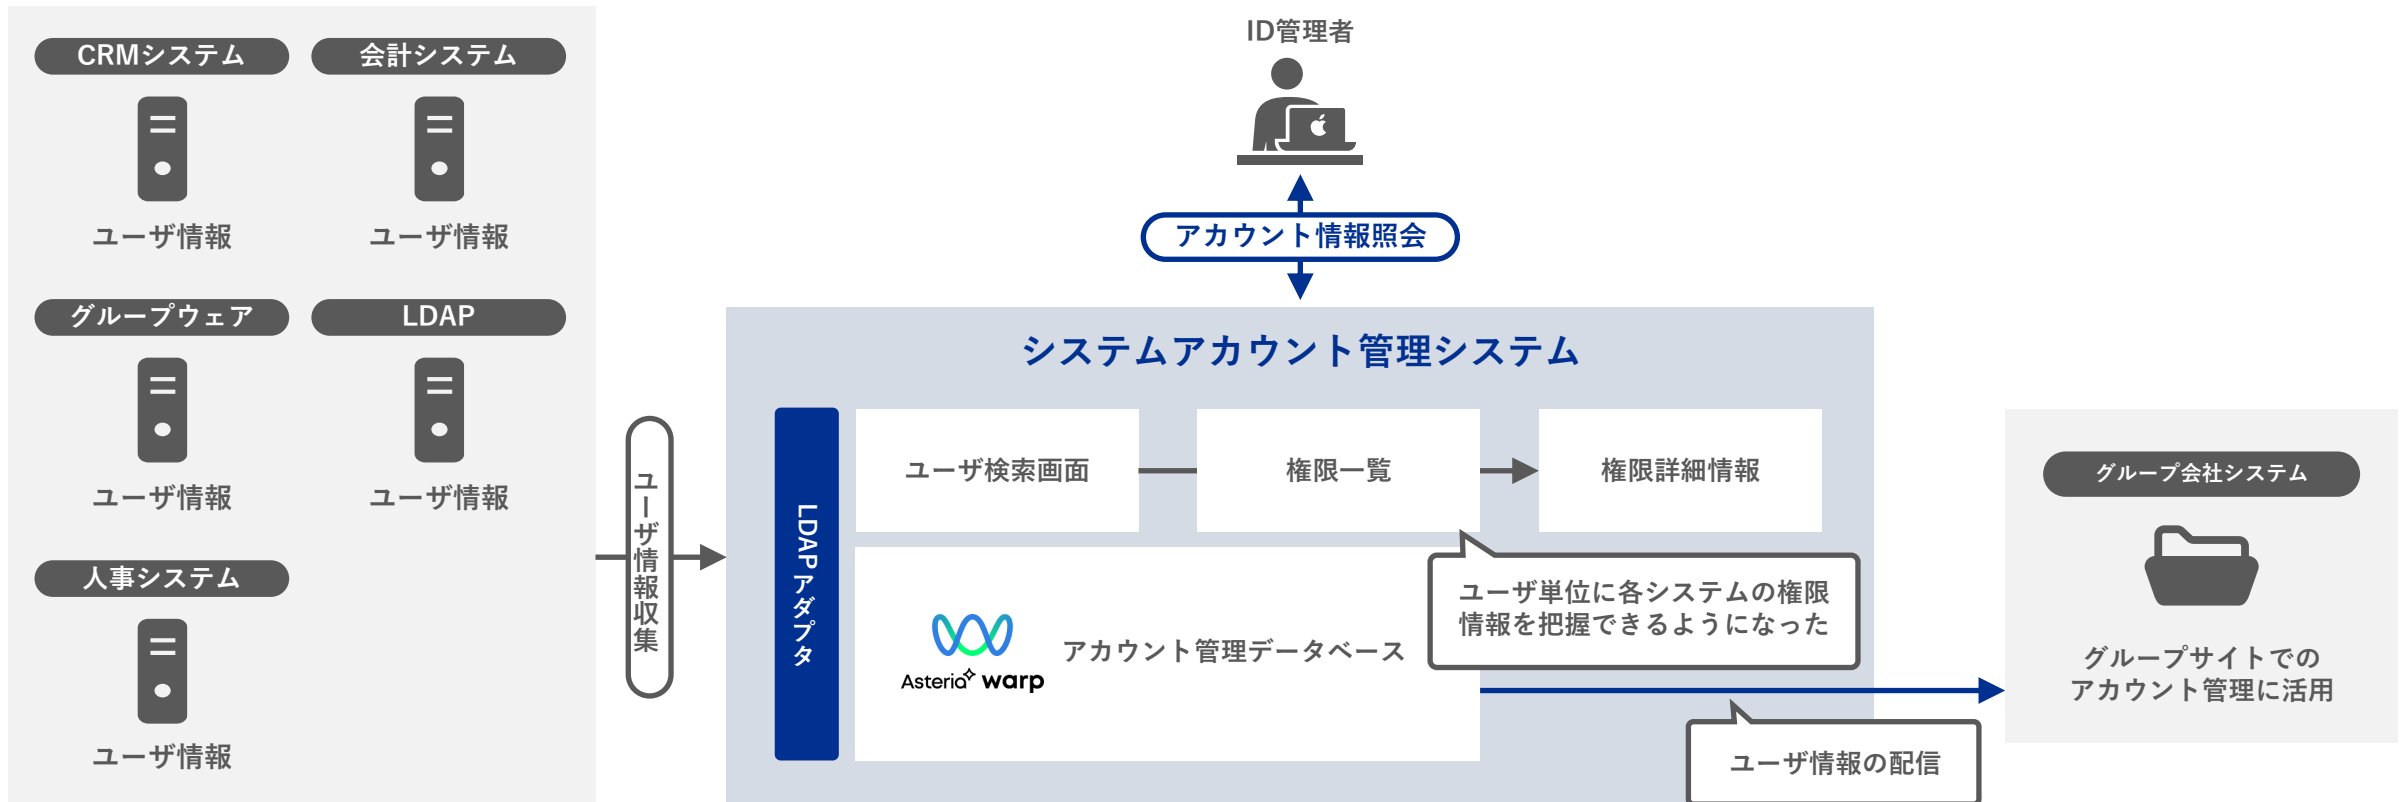 CRMシステム
会計システム
ユーザ情報
ユーザ情報
グループウェア
LDAP
ユーザ情報
ユーザ情報
人事システム
ユーザ情報
ユーザ情報収集
ID管理者
アカウント情報照会
システムアカウント管理システム
LDAPアダプタ
ユーザ検索画面
権限一覧
権限詳細情報
ユーザ単位に各システムの権限
情報を把握できるようになった
Asteria warp
アカウント管理データベース
ユーザ情報の配信
グループ会社システム
グループサイトでの
アカウント管理に活用